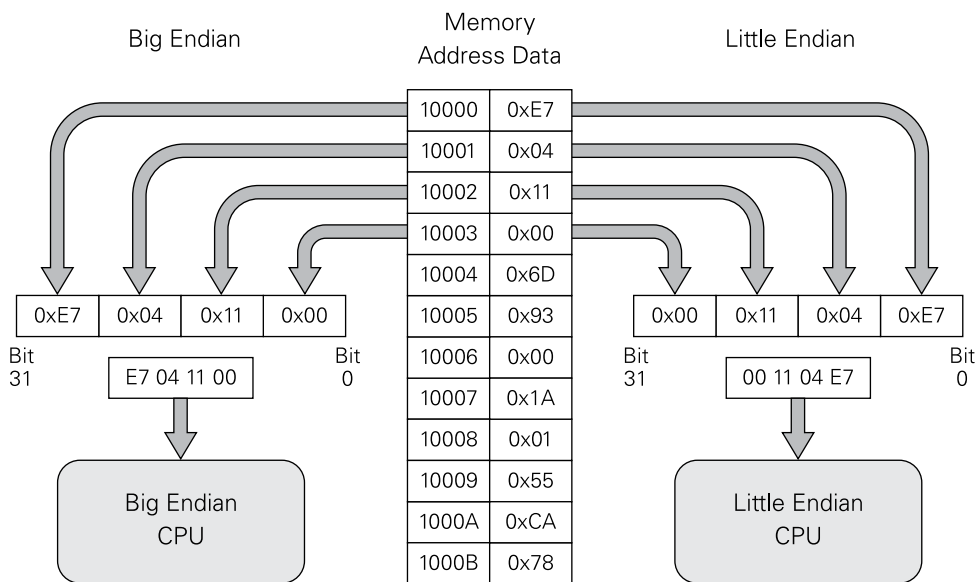 Big Endian
Memory
Address Data
Little Endian
10000 0xE7
10001 0x04
10002 0x11
10003 0x00
10004 0x6D
10005 0x93
10006 0x00
10007 0x1A
10008 0x01
10009 0x55
1000A 0xCA
1000B 0x78
0xE7 0x04 0x11 0x00
Bit
31
Bit
0
E7 04 11 00
Big Endian
CPU
0x00 0x11 0x04 0xE7
Bit
31
Bit
0
00 11 04 E7
Little Endian
CPU